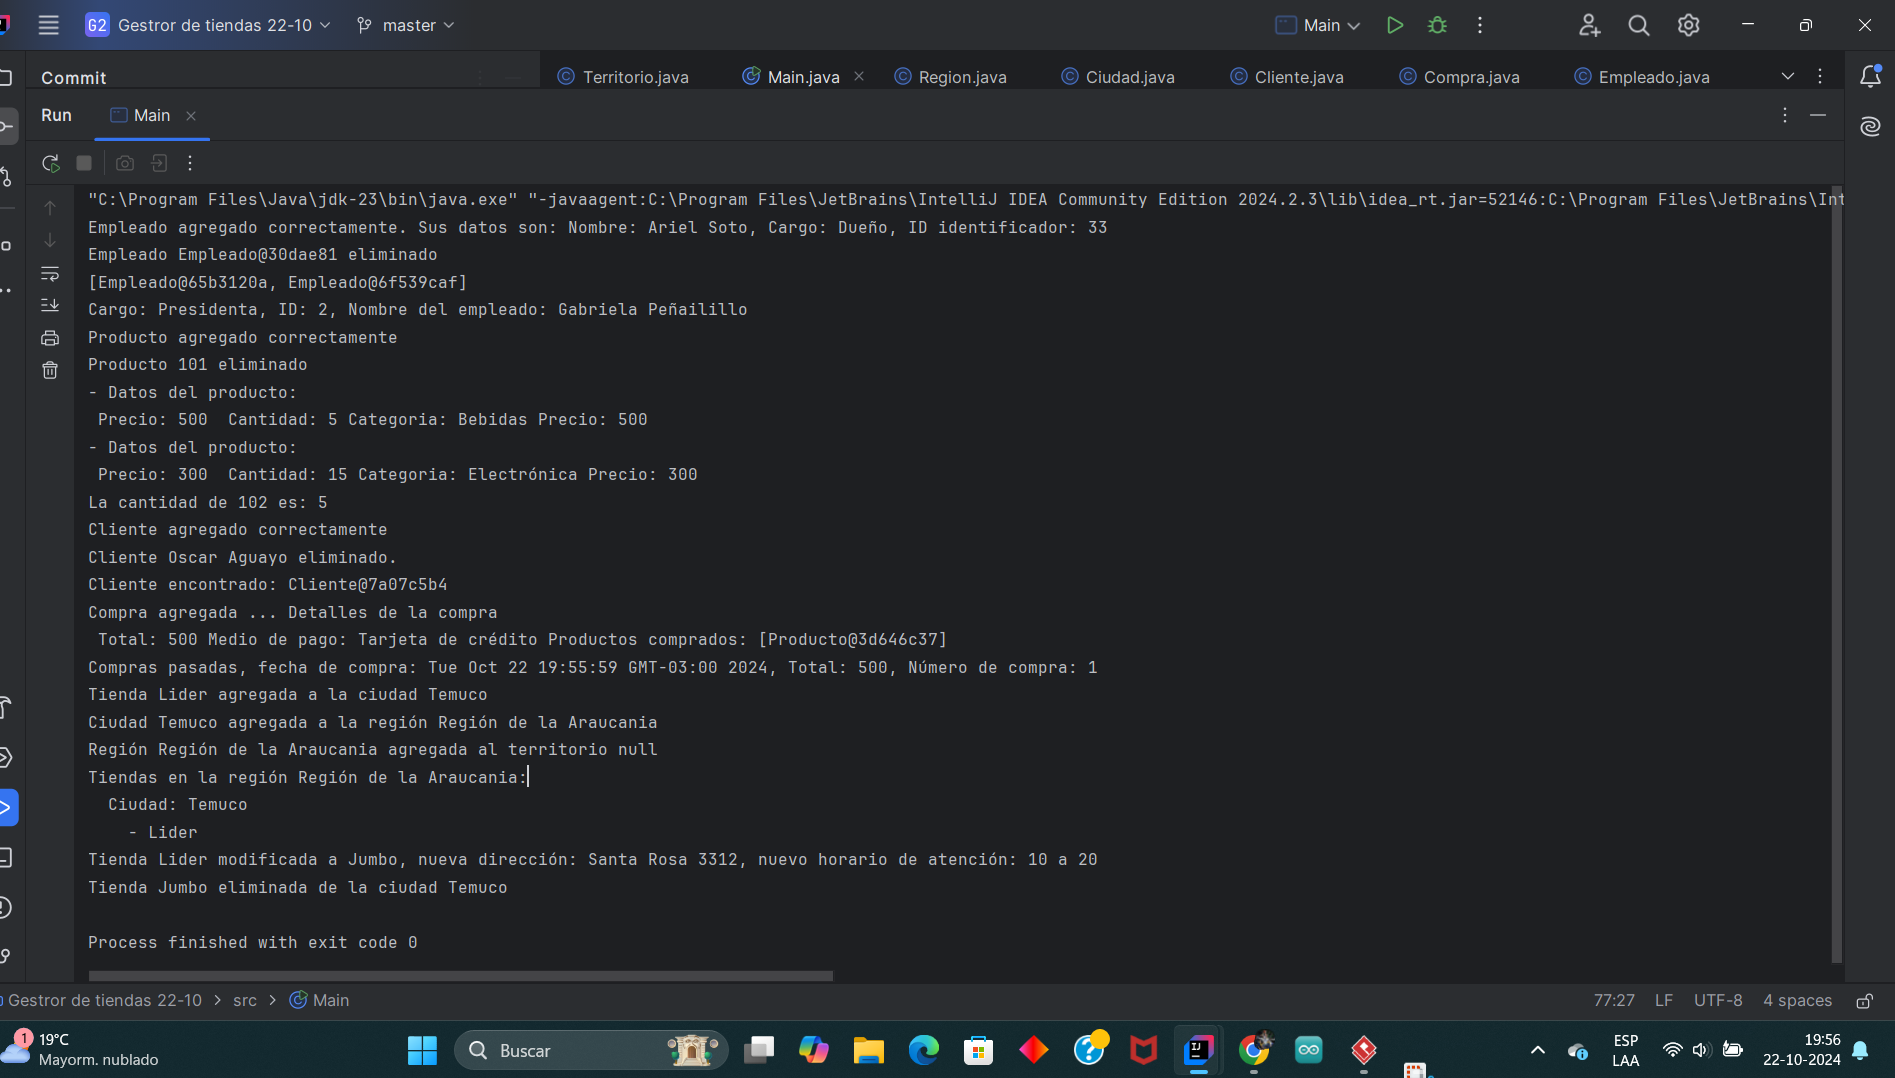 G2 Gestror de tiendas 22-10 master Main
Commit
Territorio.java Main.java Region.java Ciudad.java Cliente.java Compra.java Empleado.java
Run Main
"C:\Program Files\Java\jdk-23\bin\java.exe" "-javaagent:C:\Program Files\JetBrains\IntelliJ IDEA Community Edition 2024.2.3\lib\idea_rt.jar=52146:C:\Program Files\JetBrains\Int
Empleado agregado correctamente. Sus datos son: Nombre: Ariel Soto, Cargo: Dueño, ID identificador: 33
Empleado Empleado@30dae81 eliminado
[Empleado@65b3120a, Empleado@6f539caf]
Cargo: Presidenta, ID: 2, Nombre del empleado: Gabriela Peñailillo
Producto agregado correctamente
Producto 101 eliminado
- Datos del producto:
Precio: 500  Cantidad: 5 Categoria: Bebidas Precio: 500
- Datos del producto:
Precio: 300  Cantidad: 15 Categoria: Electrónica Precio: 300
La cantidad de 102 es: 5
Cliente agregado correctamente
Cliente Oscar Aguayo eliminado.
Cliente encontrado: Cliente@7a07c5b4
Compra agregada ... Detalles de la compra
Total: 500 Medio de pago: Tarjeta de crédito Productos comprados: [Producto@3d646c37]
Compras pasadas, fecha de compra: Tue Oct 22 19:55:59 GMT-03:00 2024, Total: 500, Número de compra: 1
Tienda Lider agregada a la ciudad Temuco
Ciudad Temuco agregada a la región Región de la Araucania
Región Región de la Araucania agregada al territorio null
Tiendas en la región Región de la Araucania:
Ciudad: Temuco
- Lider
Tienda Lider modificada a Jumbo, nueva dirección: Santa Rosa 3312, nuevo horario de atención: 10 a 20
Tienda Jumbo eliminada de la ciudad Temuco
Process finished with exit code 0
Gestror de tiendas 22-10 > src > Main 77:27 LF UTF-8 4 spaces
1 19°C
Mayorm. nublado
Buscar
IJ
ESP
LAA
19:56
22-10-2024